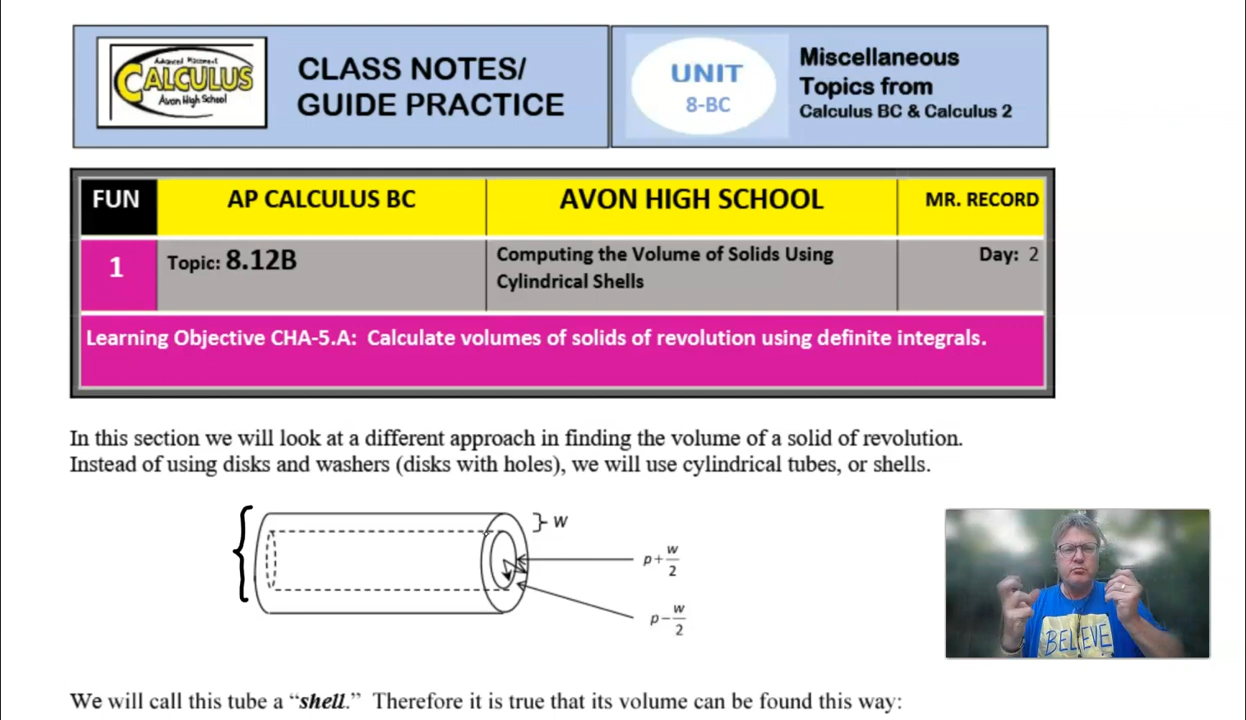 Advanced Placement
CALCULUS
Avon High School
CLASS NOTES/
GUIDE PRACTICE
UNIT
8-BC
Miscellaneous
Topics from
Calculus BC & Calculus 2
FUN
AP CALCULUS BC
AVON HIGH SCHOOL
MR. RECORD
1
Topic: 8.12B
Computing the Volume of Solids Using
Cylindrical Shells
Day: 2
Learning Objective CHA-5.A: Calculate volumes of solids of revolution using definite integrals.
In this section we will look at a different approach in finding the volume of a solid of revolution.
Instead of using disks and washers (disks with holes), we will use cylindrical tubes, or shells.
} w
p+w/2
p−w/2
BELIEVE
We will call this tube a “shell.” Therefore it is true that its volume can be found this way: